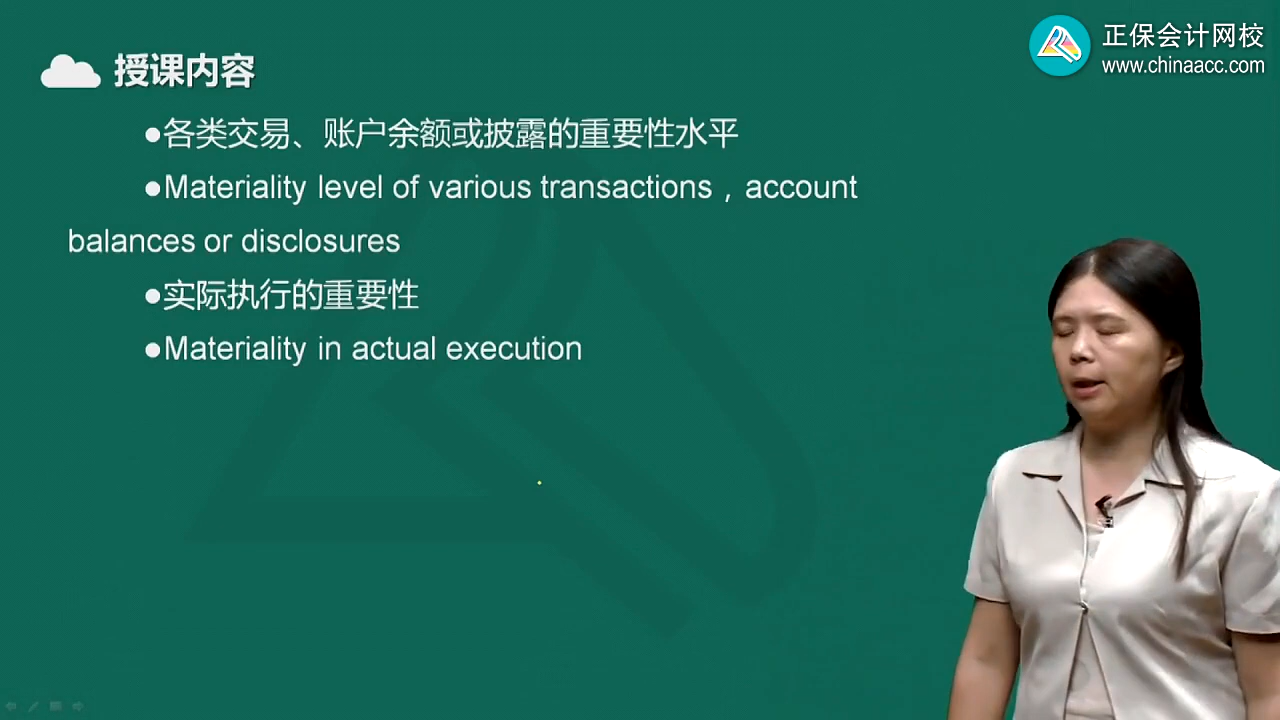 正保会计网校
www.chinaacc.com
授课内容
●各类交易、账户余额或披露的重要性水平
●Materiality level of various transactions，account
balances or disclosures
●实际执行的重要性
●Materiality in actual execution